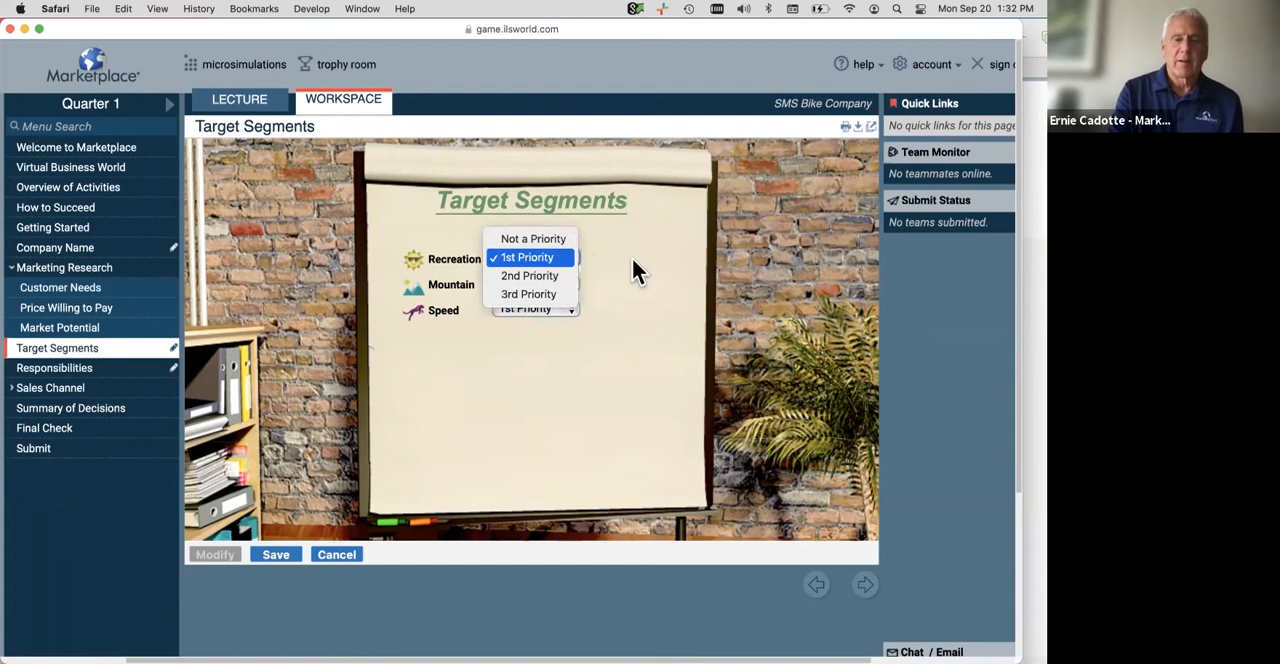 Safari File Edit View History Bookmarks Develop Window Help Mon Sep 20 1:32 PM
game.ilsworld.com
Marketplace
microsimulations trophy room help account sign
Quarter 1
LECTURE WORKSPACE SMS Bike Company
Menu Search
Welcome to Marketplace
Virtual Business World
Overview of Activities
How to Succeed
Getting Started
Company Name
Marketing Research
Customer Needs
Price Willing to Pay
Market Potential
Target Segments
Responsibilities
Sales Channel
Summary of Decisions
Final Check
Submit
Target Segments
Target Segments
Recreation
Mountain
Speed
Not a Priority
1st Priority
2nd Priority
3rd Priority
1st Priority
Modify Save Cancel
Quick Links
No quick links for this page
Team Monitor
No teammates online.
Submit Status
No teams submitted.
Chat / Email
Ernie Cadotte - Mark...